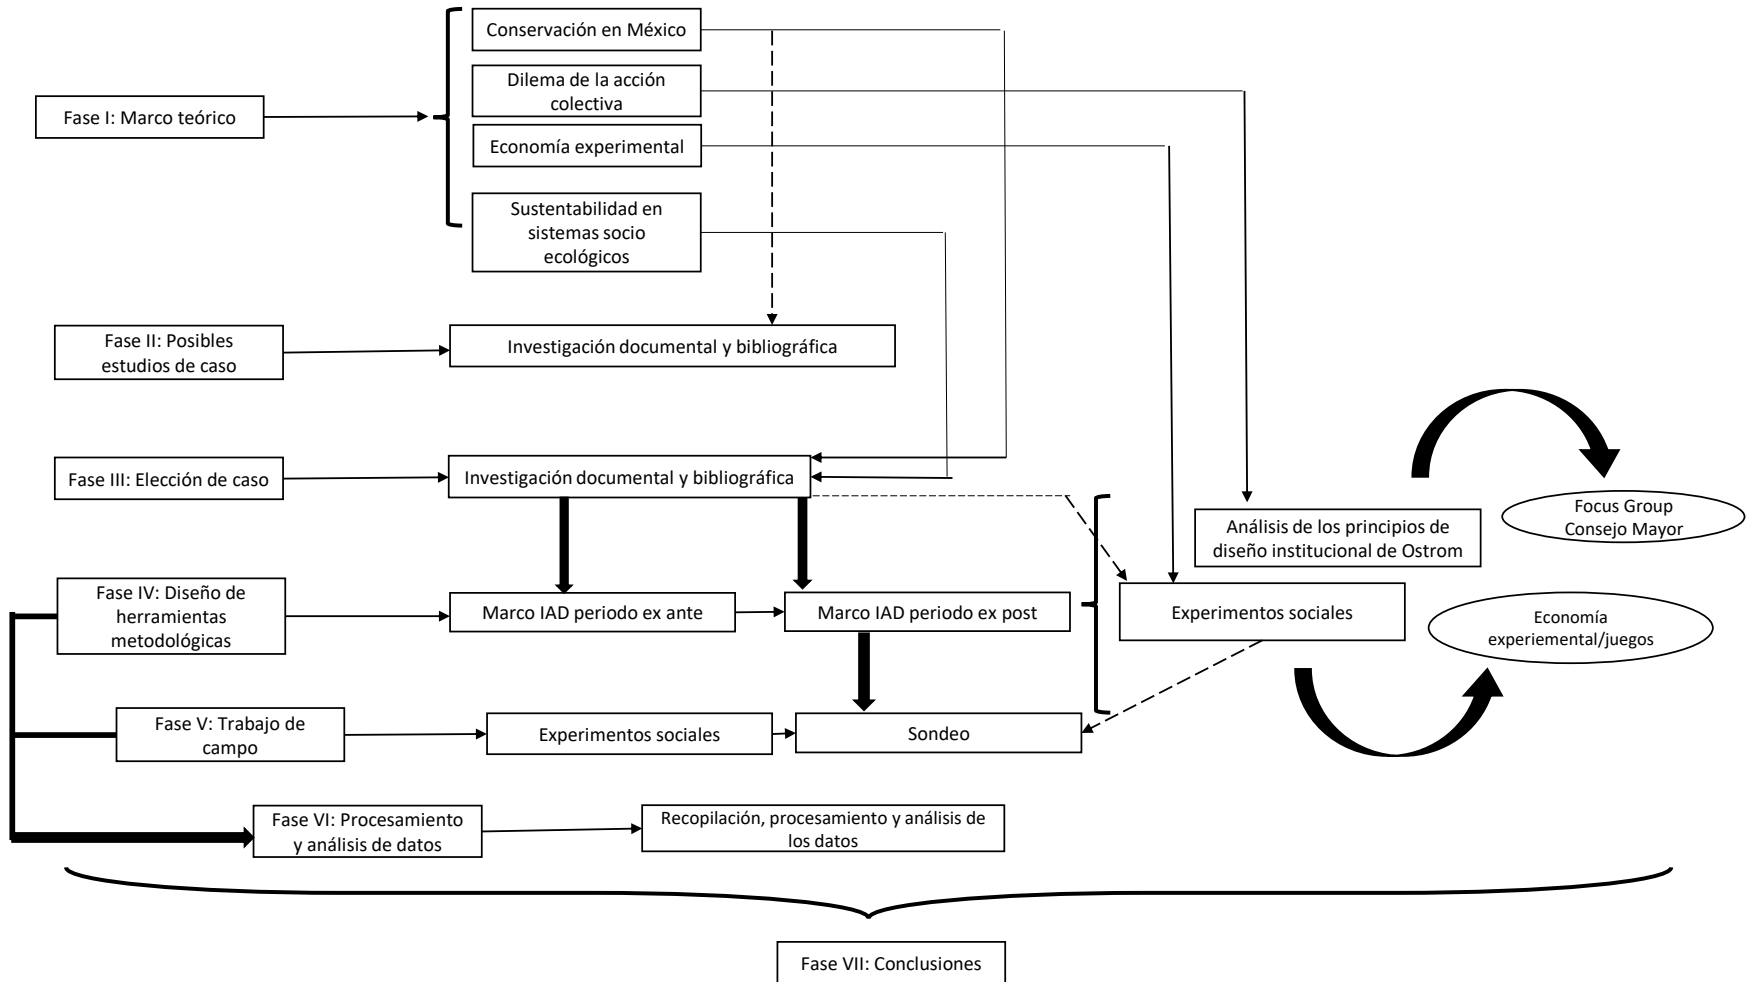 Conservación en México
Dilema de la acción
colectiva
Fase I: Marco teórico
Economía experimental
Sustentabilidad en
sistemas socio
ecológicos
Fase II: Posibles
estudios de caso
Investigación documental y bibliográfica
Fase III: Elección de caso
Investigación documental y bibliográfica
Análisis de los principios de
diseño institucional de Ostrom
Focus Group
Consejo Mayor
Fase IV: Diseño de
herramientas
metodológicas
Marco IAD periodo ex ante
Marco IAD periodo ex post
Experimentos sociales
Economía
experiemental/juegos
Fase V: Trabajo de
campo
Experimentos sociales
Sondeo
Fase VI: Procesamiento
y análisis de datos
Recopilación, procesamiento y análisis de
los datos
Fase VII: Conclusiones